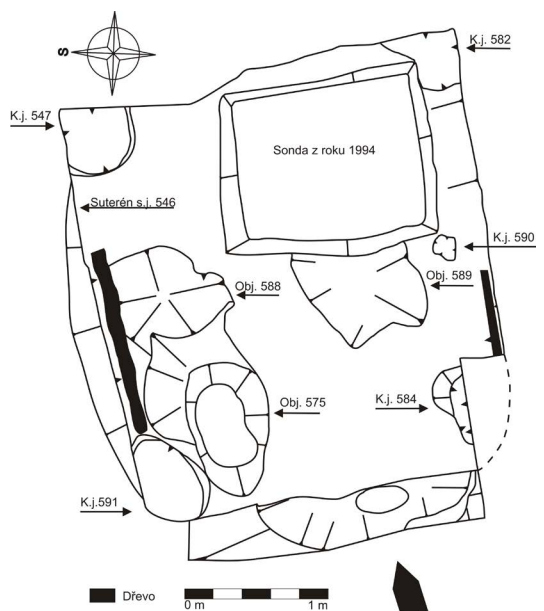 S
K.j. 582
K.j. 547
Sonda z roku 1994
Suterén s.j. 546
K.j. 590
Obj. 589
Obj. 588
K.j. 584
Obj. 575
K.j.591
Dřevo
0 m
1 m